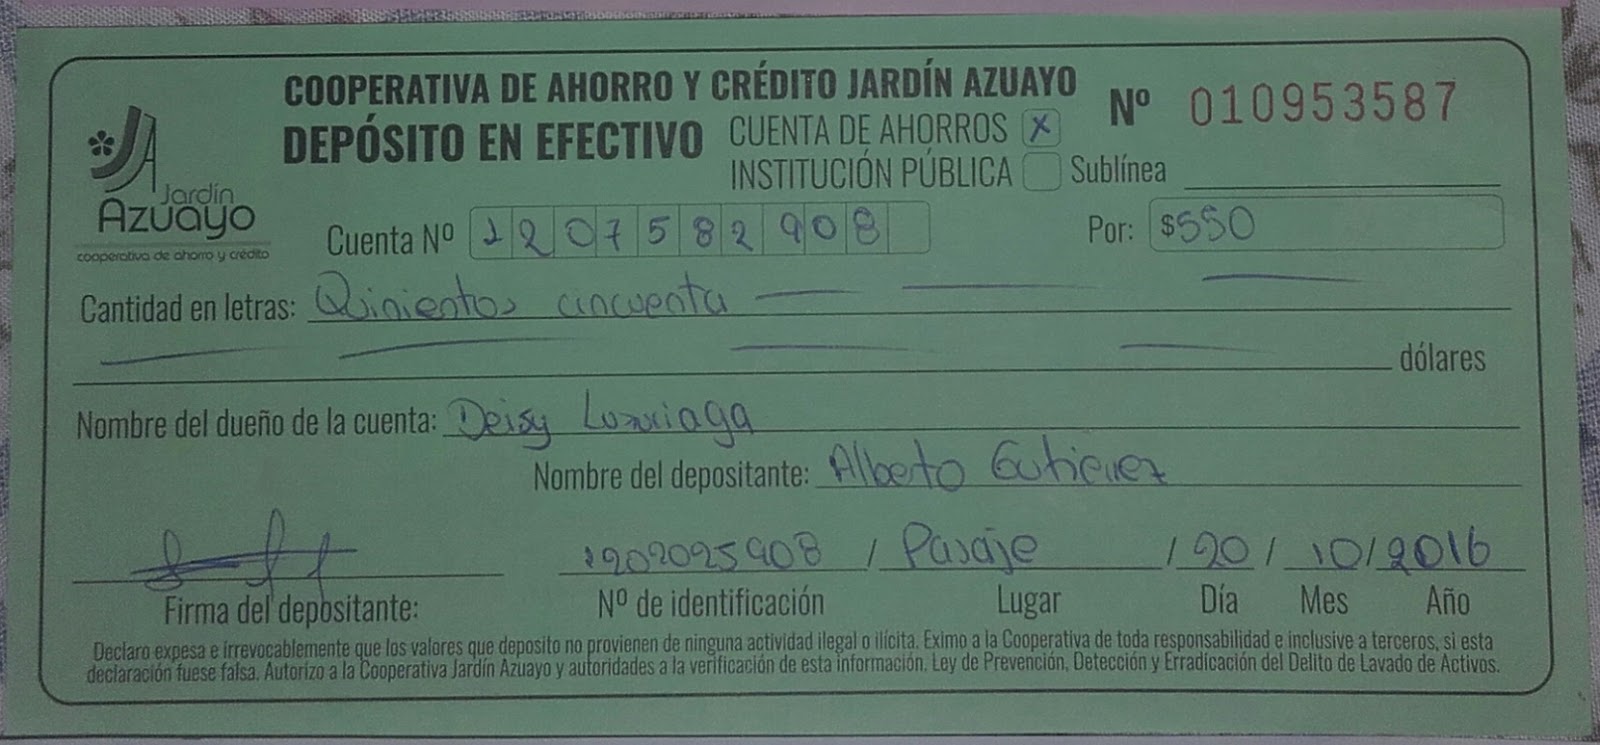 COOPERATIVA DE AHORRO Y CRÉDITO JARDÍN AZUAYO
DEPÓSITO EN EFECTIVO CUENTA DE AHORROS X Nº 010953587
INSTITUCIÓN PÚBLICA Sublínea
Jardín
AZUAYO
cooperativa de ahorro y crédito
Cuenta Nº 1207582908 Por: $550
Cantidad en letras: Quinientos cincuenta
dólares
Nombre del dueño de la cuenta: Deisy Luzuriaga
Nombre del depositante: Alberto Gutierrez
1202025908 / Pasaje / 20 / 10 / 2016
Firma del depositante: Nº de identificación Lugar Día Mes Año
Declaro expesa e irrevocablemente que los valores que deposito no provienen de ninguna actividad ilegal o ilícita. Eximo a la Cooperativa de toda responsabilidad e inclusive a terceros, si esta
declaración fuese falsa. Autorizo a la Cooperativa Jardín Azuayo y autoridades a la verificación de esta información. Ley de Prevención, Detección y Erradicación del Delito de Lavado de Activos.